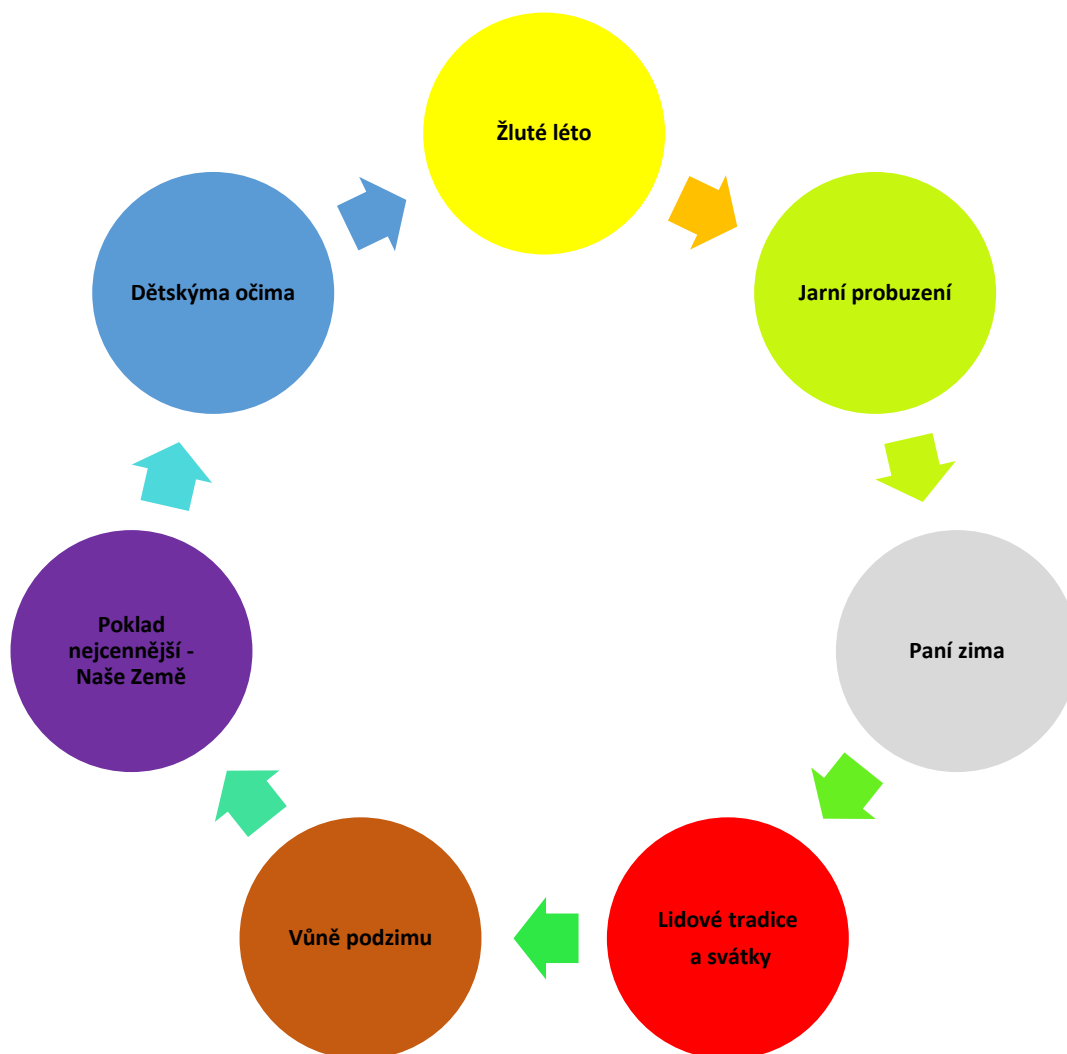 Žluté léto
Jarní probuzení
Paní zima
Lidové tradice
a svátky
Vůně podzimu
Poklad
nejcennější -
Naše Země
Dětskýma očima